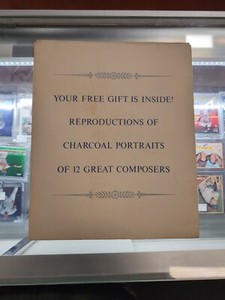 YOUR FREE GIFT IS INSIDE!
REPRODUCTIONS OF
CHARCOAL PORTRAITS
OF 12 GREAT COMPOSERS